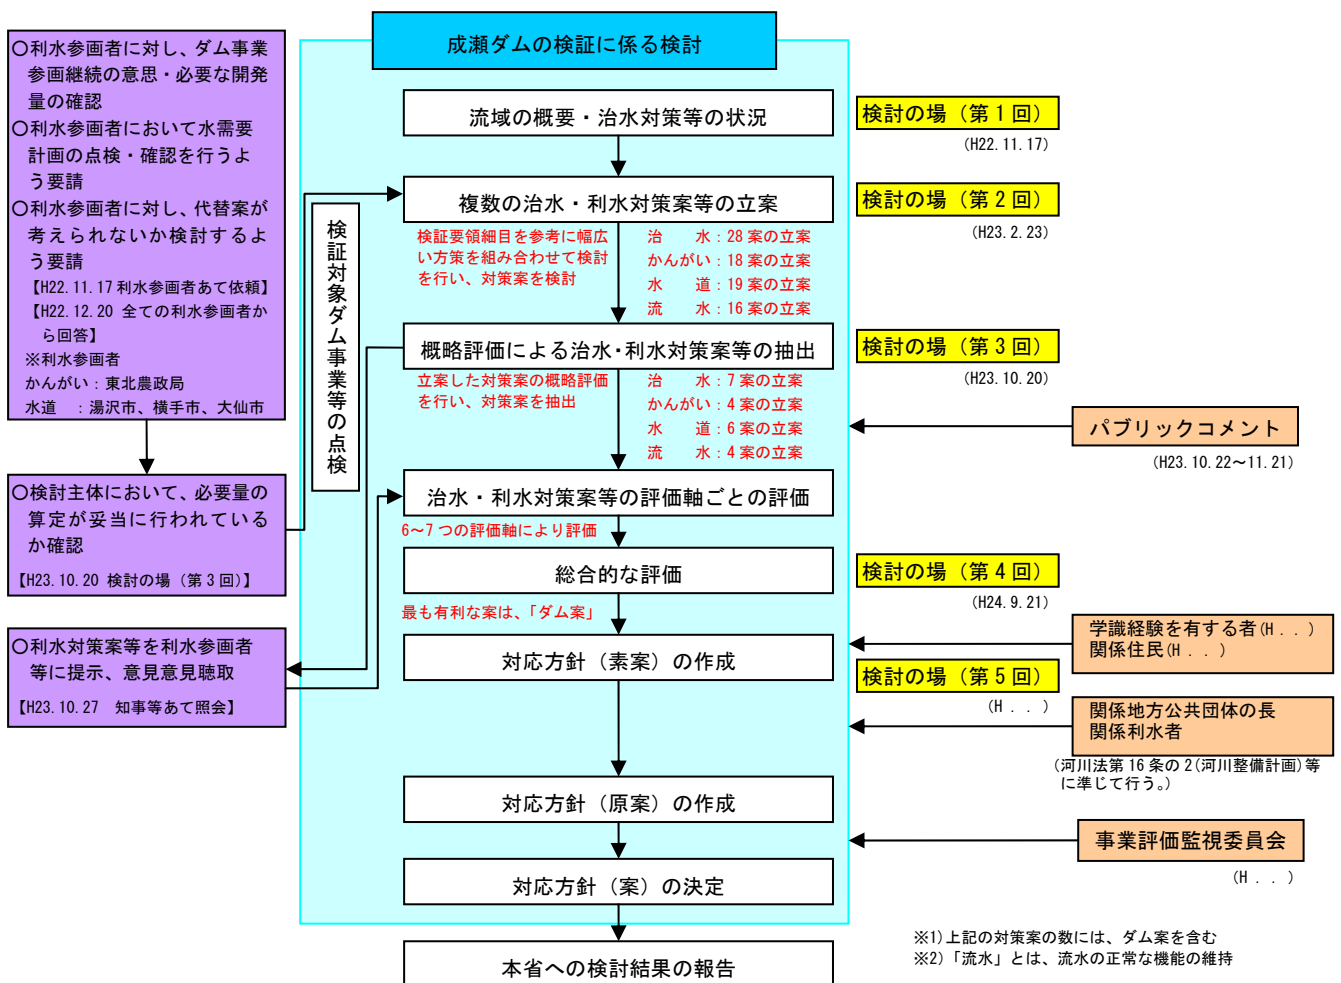 成瀬ダムの検証に係る検討
○利水参画者に対し、ダム事業
参画継続の意思・必要な開発
量の確認
○利水参画者において水需要
計画の点検・確認を行うよ
う要請
○利水参画者に対し、代替案が
考えられないか検討するよ
う要請
【H22.11.17 利水参画者あて依頼】
【H22.12.20 全ての利水参画者か
ら回答】
※利水参画者
かんがい：東北農政局
水道　：湯沢市、横手市、大仙市
○検討主体において、必要量の
算定が妥当に行われている
か確認
【H23.10.20 検討の場（第3回）】
○利水対策案等を利水参画者
等に提示、意見意見聴取
【H23.10.27　知事等あて照会】
検証対象ダム事業等の点検
流域の概要・治水対策等の状況
複数の治水・利水対策案等の立案
検証要領細目を参考に幅広
い方策を組み合わせて検討
を行い、対策案を検討
治　　水：28案の立案
かんがい：18案の立案
水　　道：19案の立案
流　　水：16案の立案
概略評価による治水・利水対策案等の抽出
立案した対策案の概略評価
を行い、対策案を抽出
治　　水：7案の立案
かんがい：4案の立案
水　　道：6案の立案
流　　水：4案の立案
治水・利水対策案等の評価軸ごとの評価
6～7つの評価軸により評価
総合的な評価
最も有利な案は、「ダム案」
対応方針（素案）の作成
対応方針（原案）の作成
対応方針（案）の決定
本省への検討結果の報告
検討の場（第1回）
(H22.11.17)
検討の場（第2回）
(H23.2.23)
検討の場（第3回）
(H23.10.20)
パブリックコメント
(H23.10.22～11.21)
検討の場（第4回）
(H24.9.21)
学識経験を有する者(H . . )
関係住民(H . . )
検討の場（第5回）
(H . . )
関係地方公共団体の長
関係利水者
(河川法第16条の2(河川整備計画)等
に準じて行う。)
事業評価監視委員会
(H . . )
※1)上記の対策案の数には、ダム案を含む
※2)「流水」とは、流水の正常な機能の維持